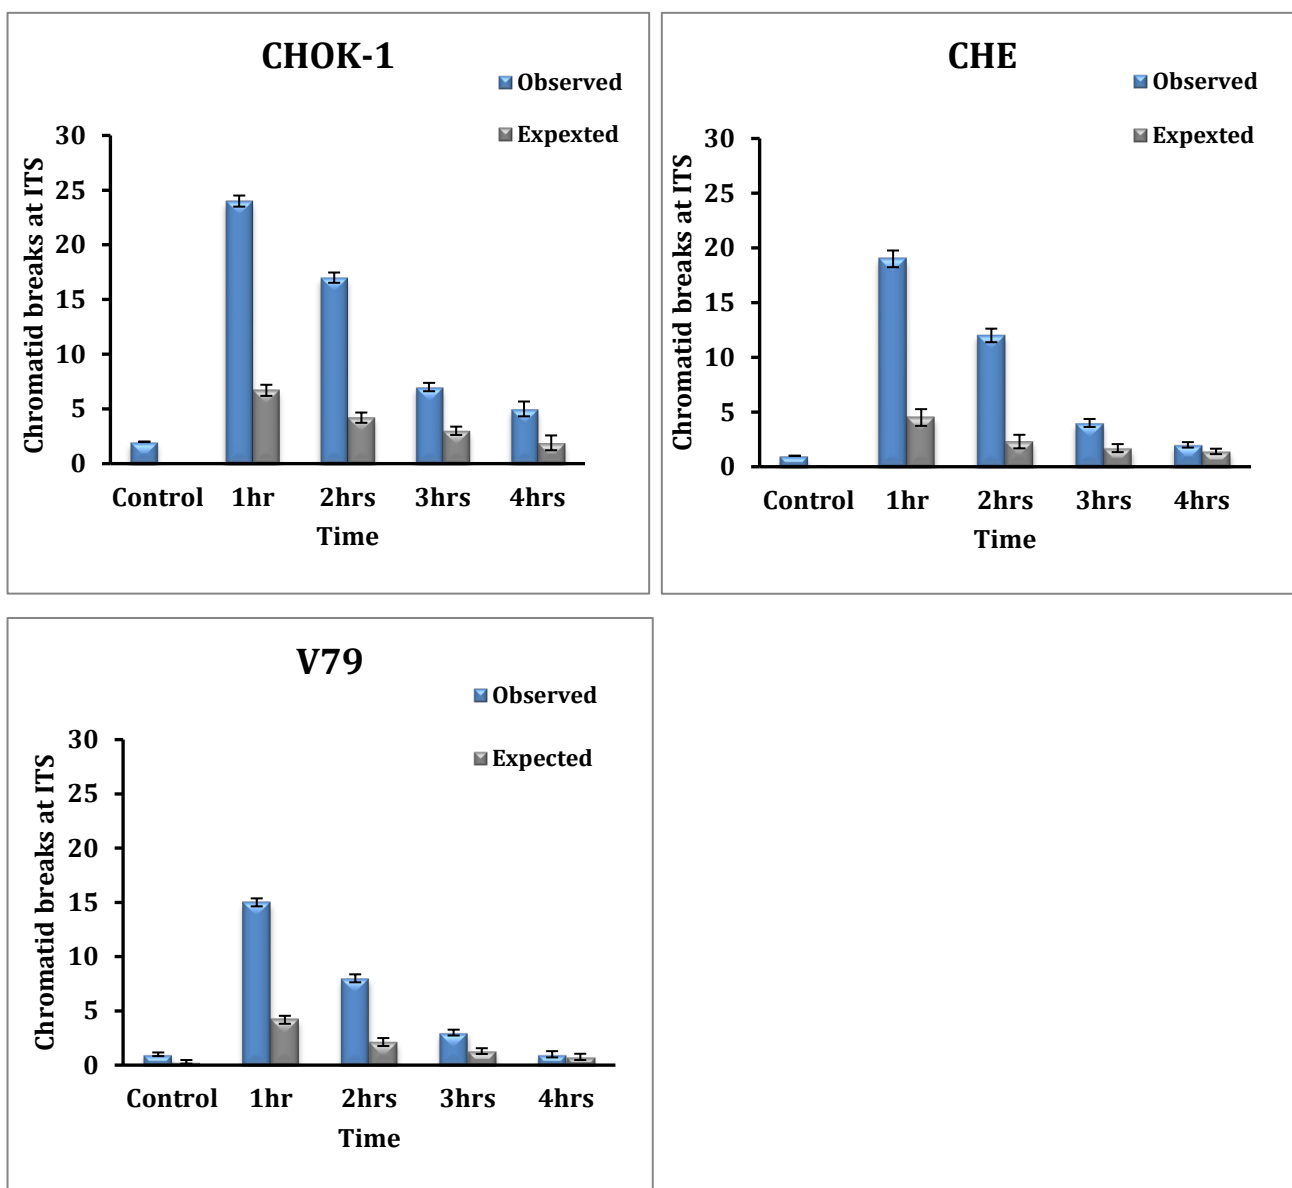 CHOK-1
Observed
Expexted
Chromatid breaks at ITS
30
25
20
15
10
5
0
Control 1hr 2hrs 3hrs 4hrs
Time
CHE
Observed
Expexted
Chromatid breaks at ITS
30
25
20
15
10
5
0
Control 1hr 2hrs 3hrs 4hrs
Time
V79
Observed
Expected
Chromatid breaks at ITS
30
25
20
15
10
5
0
Control 1hr 2hrs 3hrs 4hrs
Time